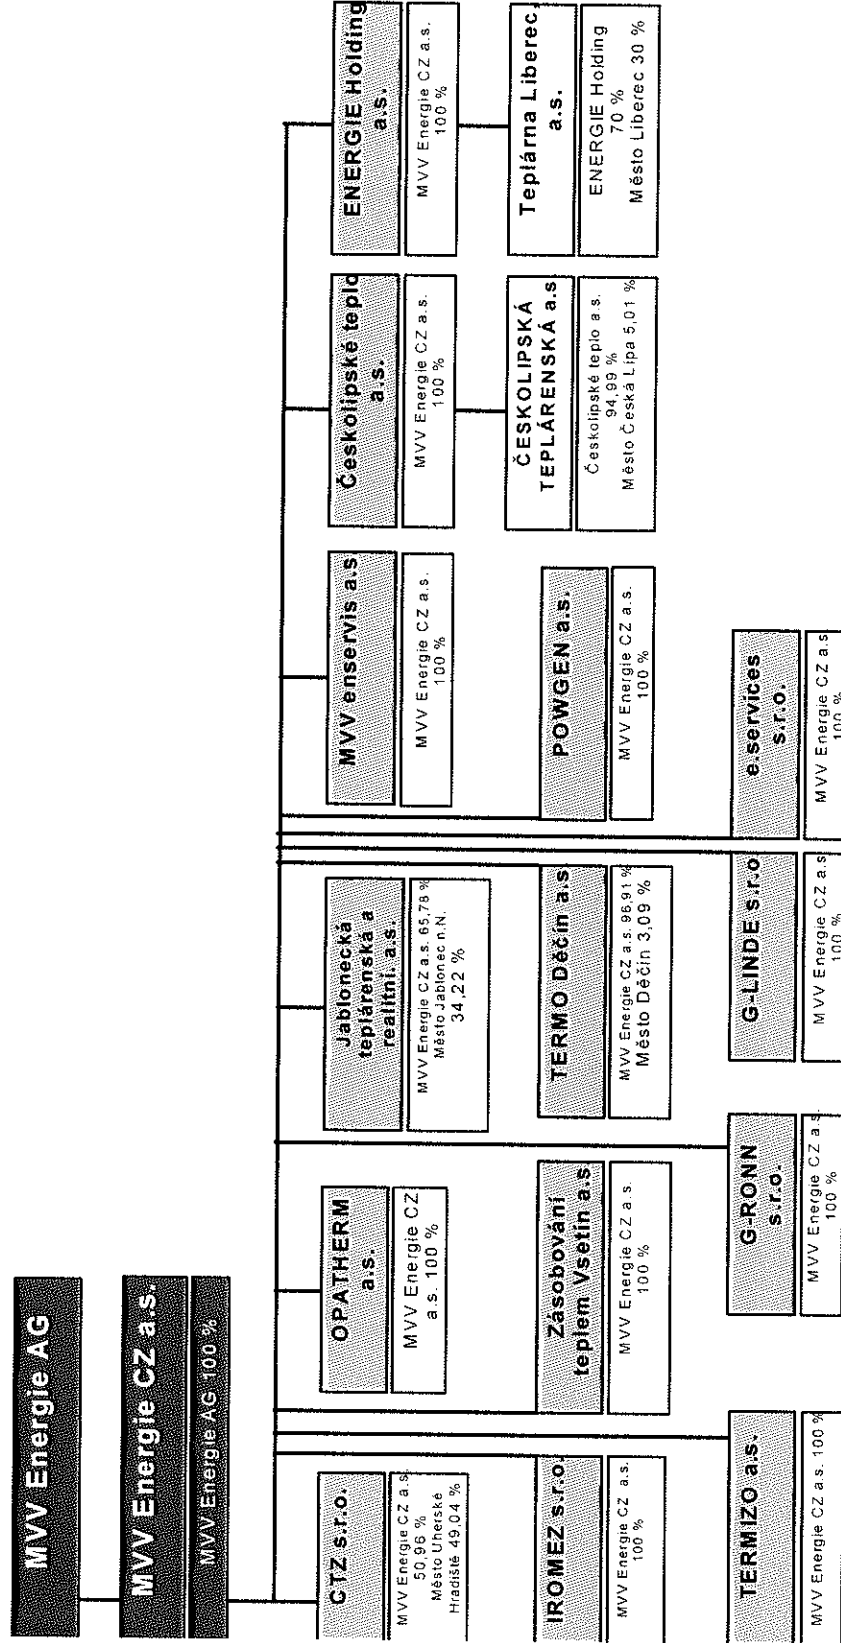 MVV Energie AG
MVV Energie CZ a.s.
MVV Energie AG 100 %
CTZ s.r.o.
MVV Energie CZ a.s.
50,96 %
Město Uherské
Hradiště 49,04 %
OPATHERM
a.s.
MVV Energie CZ
a.s. 100 %
Jablonecká
teplárenská a
realitní. a.s.
MVV Energie CZ a.s. 65,78 %
Město Jablonec n.N.
34,22 %
MVV enservis a.s
MVV Energie CZ a.s.
100 %
Českolipské teplo
a.s.
MVV Energie CZ a.s.
100 %
ENERGIE Holding
a.s.
MVV Energie CZ a.s.
100 %
IROMEZ s.r.o.
MVV Energie CZ a.s.
100 %
Zásobování
teplem Vsetín a.s
MVV Energie CZ a.s.
100 %
TERMO Děčín a.s
MVV Energie CZ a.s. 96,91 %
Město Děčín 3,09 %
POWGEN a.s.
MVV Energie CZ a.s.
100 %
ČESKOLIPSKÁ
TEPLÁRENSKÁ a.s
Českolipské teplo a.s.
94,99 %
Město Česká Lípa 5,01 %
Teplárna Liberec,
a.s.
ENERGIE Holding
70 %
Město Liberec 30 %
TERMIZO a.s.
MVV Energie CZ a.s. 100 %
G-RONN
s.r.o.
MVV Energie CZ a.s.
100 %
G-LINDE s.r.o
MVV Energie CZ a.s
100 %
e.services
s.r.o.
MVV Energie CZ a.s
100 %